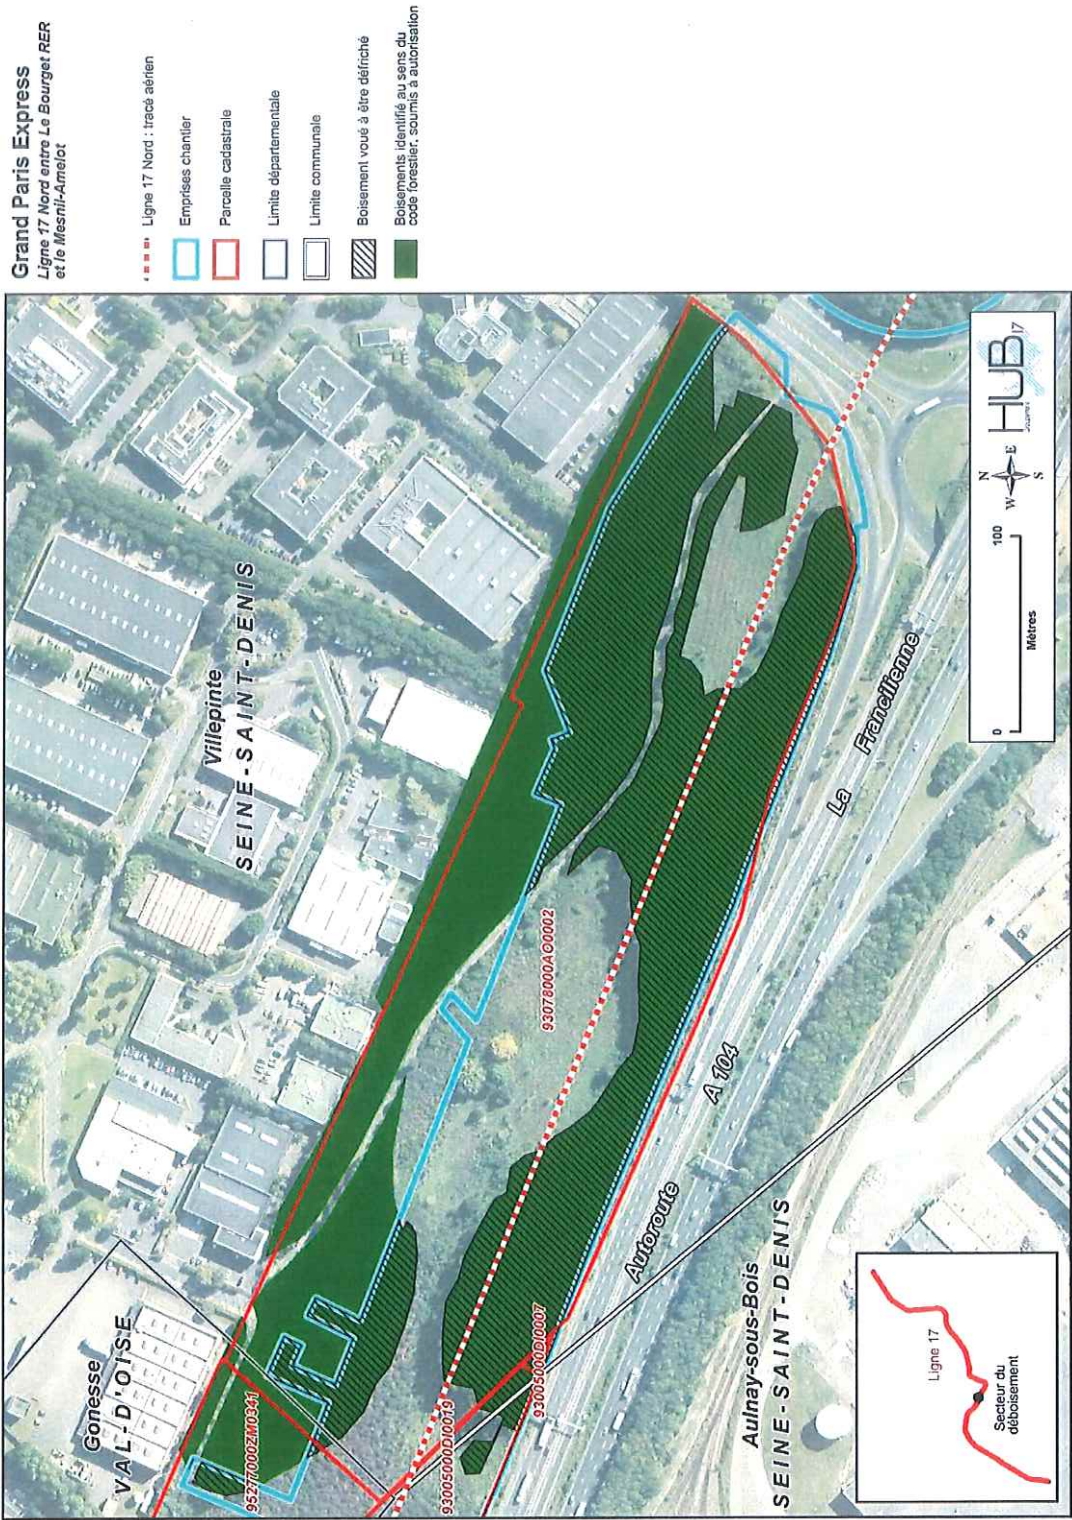 Grand Paris Express
Ligne 17 Nord entre Le Bourget RER
et le Mesnil-Amelot
Ligne 17 Nord : tracé aérien
Emprises chantier
Parcelle cadastrale
Limite départementale
Limite communale
Boisement voué à être défriché
Boisements identifié au sens du
code forestier, soumis à autorisation
Gonesse
VAL-D'OISE
Villepinte
SEINE-SAINT-DENIS
95277000ZM0341
93078000AO0002
93005000DI0019
93005000DI0007
Autoroute
A 104
La
Francilienne
Aulnay-sous-Bois
SEINE-SAINT-DENIS
Ligne 17
Secteur du
déboisement
0
100
Mètres
N
W
E
S
HUB
17